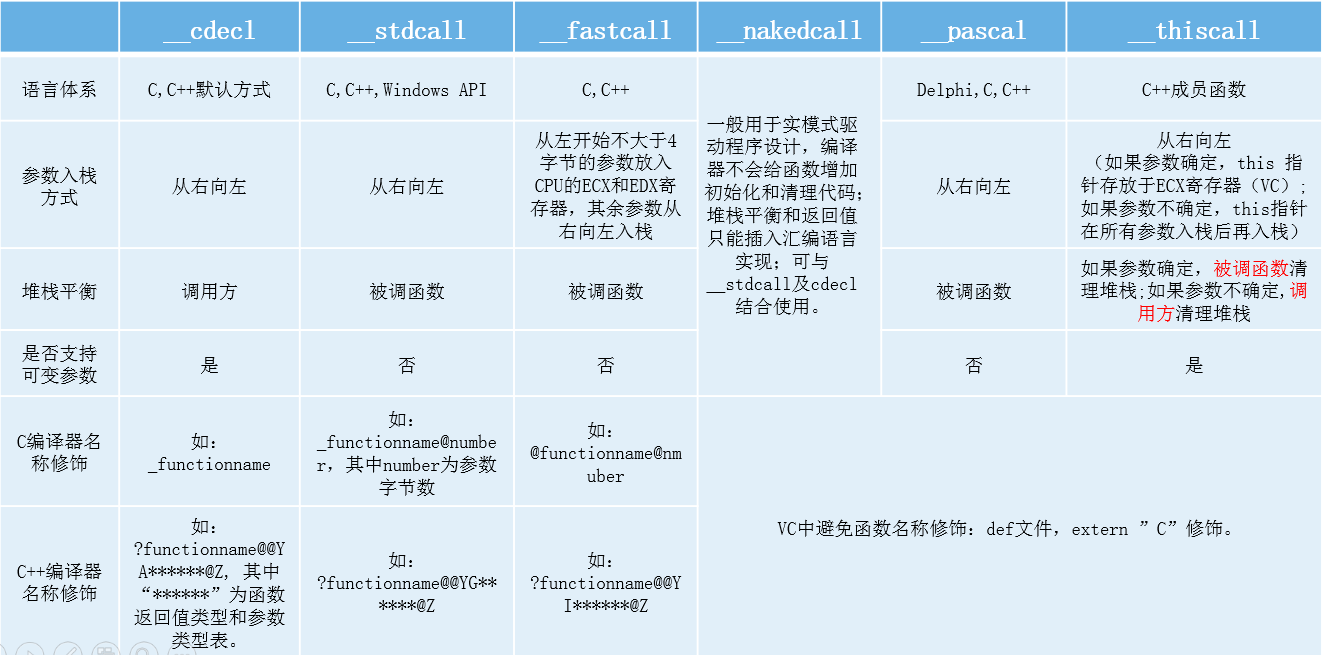 __cdecl
__stdcall
__fastcall
__nakedcall
__pascal
__thiscall
语言体系
C,C++默认方式
C,C++,Windows API
C,C++
一般用于实模式驱
动程序设计，编译
器不会给函数增加
初始化和清理代码；
堆栈平衡和返回值
只能插入汇编语言
实现；可与
__stdcall及cdecl
结合使用。
Delphi,C,C++
C++成员函数
参数入栈
方式
从右向左
从右向左
从左开始不大于4
字节的参数放入
CPU的ECX和EDX寄
存器，其余参数从
右向左入栈
从右向左
从右向左
（如果参数确定，this 指
针存放于ECX寄存器（VC）;
如果参数不确定，this指针
在所有参数入栈后再入栈）
堆栈平衡
调用方
被调函数
被调函数
被调函数
如果参数确定，被调函数清
理堆栈;如果参数不确定,调
用方清理堆栈
是否支持
可变参数
是
否
否
否
是
C编译器名
称修饰
如：
_functionname
如：
_functionname@numbe
r，其中number为参数
字节数
如：
@functionname@nm
uber
VC中避免函数名称修饰：def文件，extern ”C”修饰。
C++编译器
名称修饰
如：
?functionname@@Y
A******@Z, 其中
“******”为函数
返回值类型和参数
类型表。
如：
?functionname@@YG**
****@Z
如：
?functionname@@Y
I******@Z